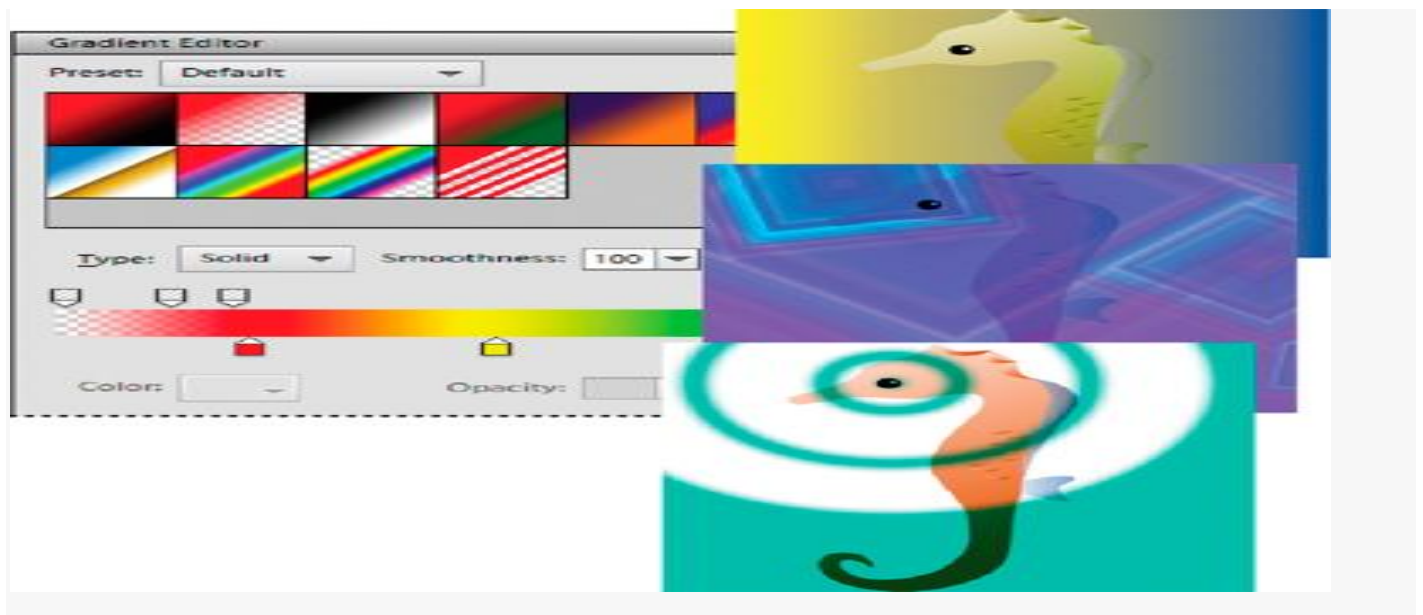 Gradient Editor
Preset: Default
Type: Solid Smoothness: 100
Color: Opacity: